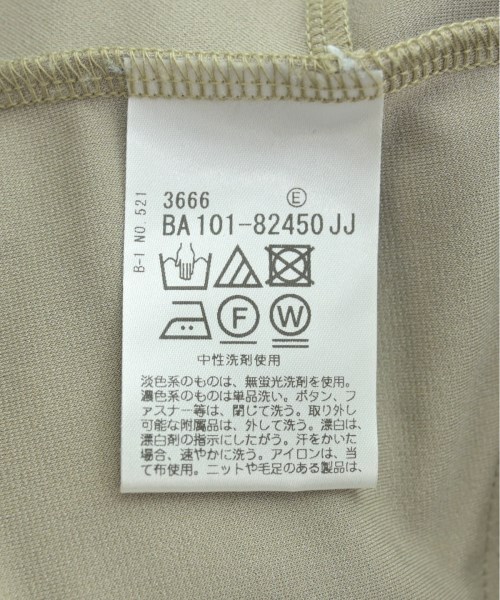 B-1 NO.521
3666 E
BA101-82450JJ
F W
中性洗剤使用
淡色系のものは、無蛍光洗剤を使用。
濃色系のものは単品洗い。ボタン、フ
ァスナー等は、閉じて洗う。取り外し
可能な附属品は、外して洗う。漂白は、
漂白剤の指示にしたがう。汗をかいた
場合、速やかに洗う。アイロンは、当
て布使用。ニットや毛足のある製品は、